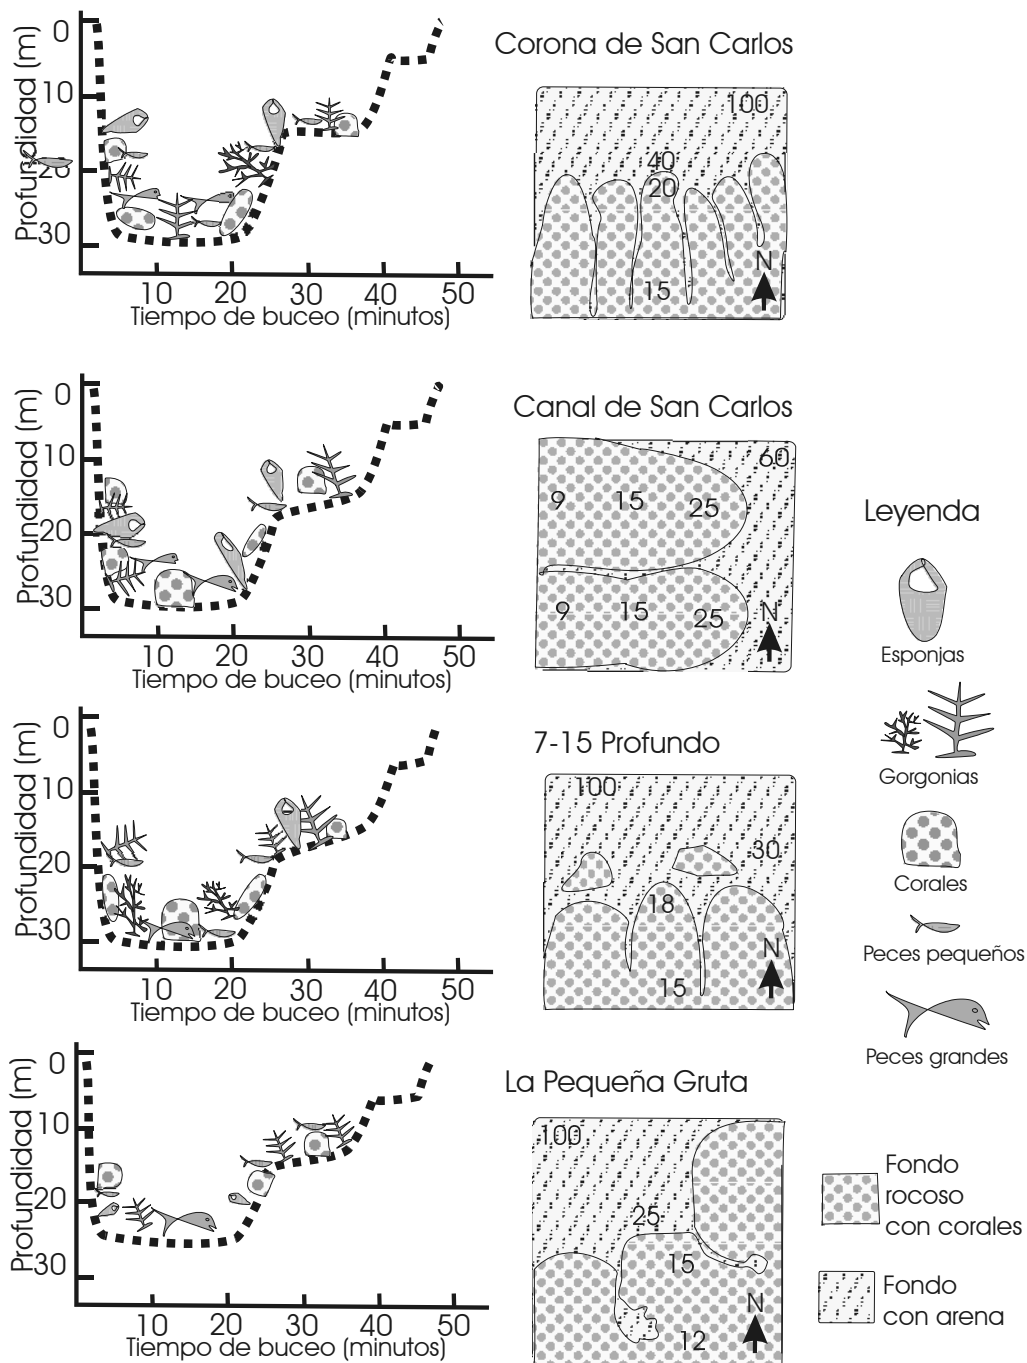 Profundidad (m)
0
10
20
30
10 20 30 40 50
Tiempo de buceo (minutos)
Corona de San Carlos
100
40
20
15
N
Profundidad (m)
0
10
20
30
10 20 30 40 50
Tiempo de buceo (minutos)
Canal de San Carlos
60
9 15 25
9 15 25
N
Profundidad (m)
0
10
20
30
10 20 30 40 50
Tiempo de buceo (minutos)
7-15 Profundo
100
30
18
15
N
Profundidad (m)
0
10
20
30
10 20 30 40 50
Tiempo de buceo (minutos)
La Pequeña Gruta
100
25
15
12
N
Leyenda
Esponjas
Gorgonias
Corales
Peces pequeños
Peces grandes
Fondo
rocoso
con corales
Fondo
con arena